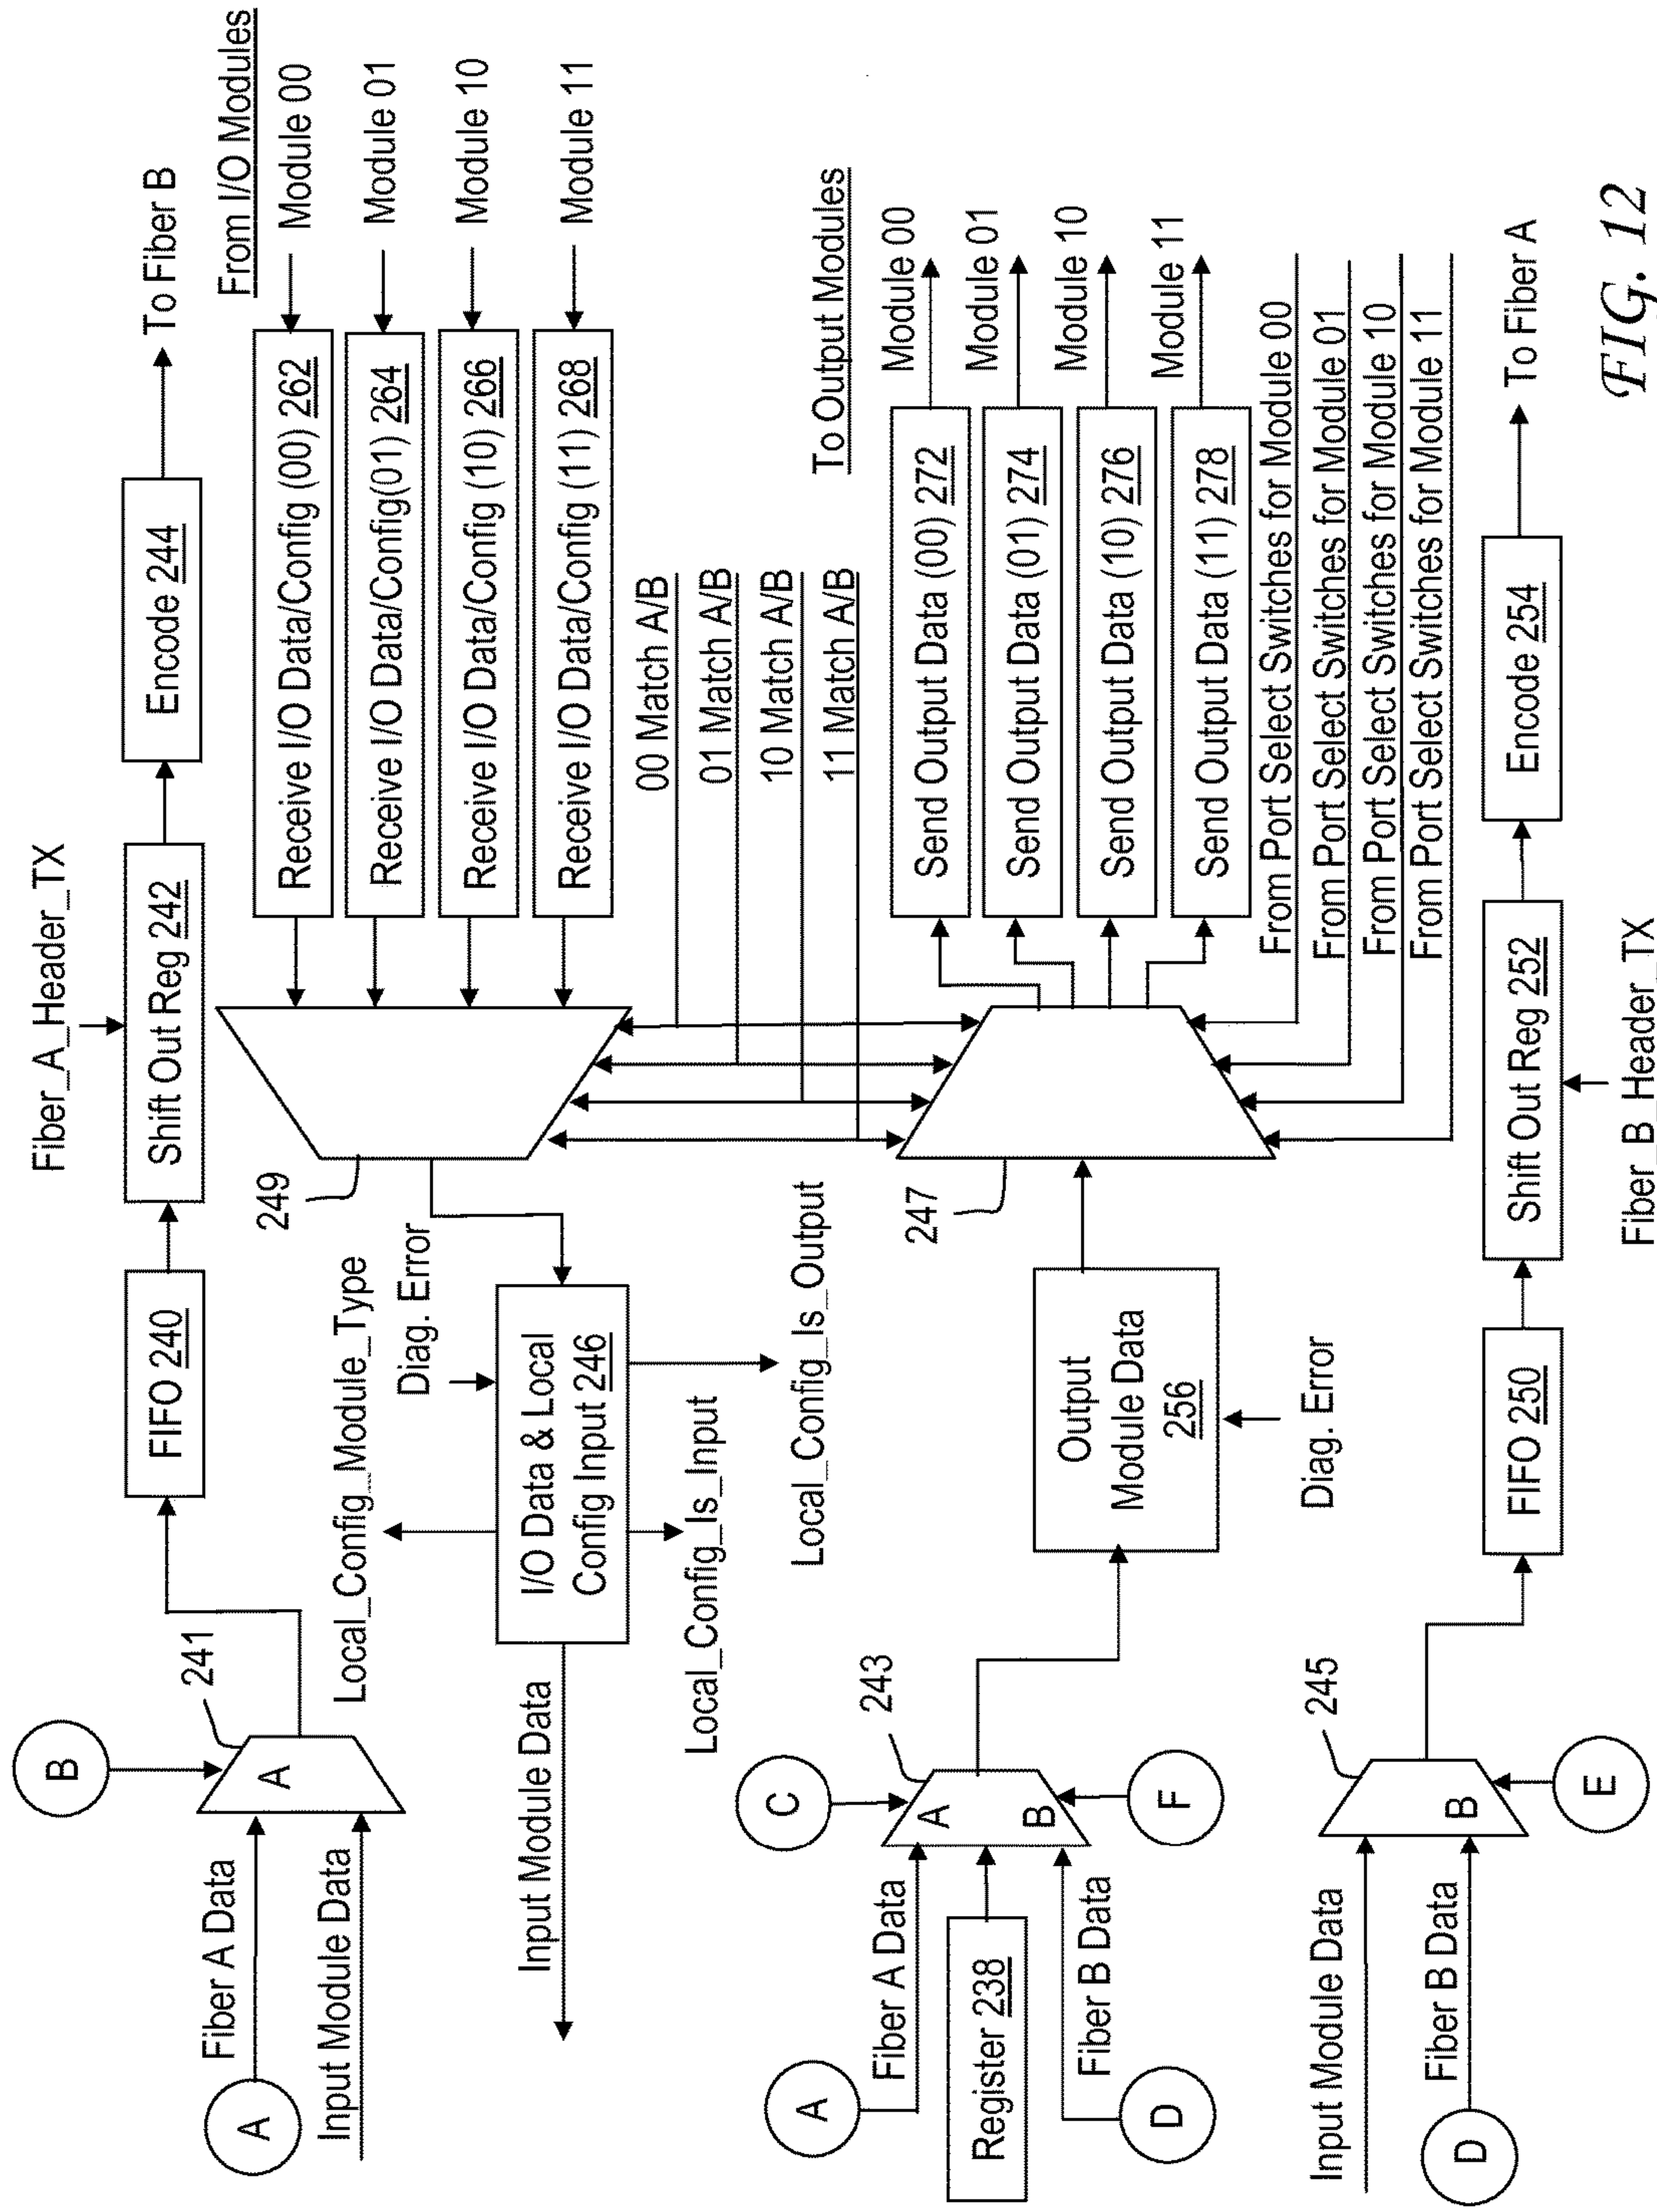 B
A
Fiber A Data
Input Module Data
A
241
FIFO 240
Fiber_A_Header_TX
Shift Out Reg 242
Encode 244
To Fiber B
From I/O Modules
Receive I/O Data/Config (00) 262
Module 00
Receive I/O Data/Config(01) 264
Module 01
Receive I/O Data/Config (10) 266
Module 10
Receive I/O Data/Config (11) 268
Module 11
249
Local_Config_Module_Type
Diag. Error
I/O Data & Local
Config Input 246
Input Module Data
Local_Config_Is_Input
Local_Config_Is_Output
00 Match A/B
01 Match A/B
10 Match A/B
11 Match A/B
C
A
Fiber A Data
Register 238
Fiber B Data
D
A
B
243
F
Output
Module Data
256
Diag. Error
247
To Output Modules
Send Output Data (00) 272
Module 00
Send Output Data (01) 274
Module 01
Send Output Data (10) 276
Module 10
Send Output Data (11) 278
Module 11
From Port Select Switches for Module 00
From Port Select Switches for Module 01
From Port Select Switches for Module 10
From Port Select Switches for Module 11
Input Module Data
Fiber B Data
D
B
245
E
FIFO 250
Shift Out Reg 252
Fiber_B_Header_TX
Encode 254
To Fiber A
FIG. 12